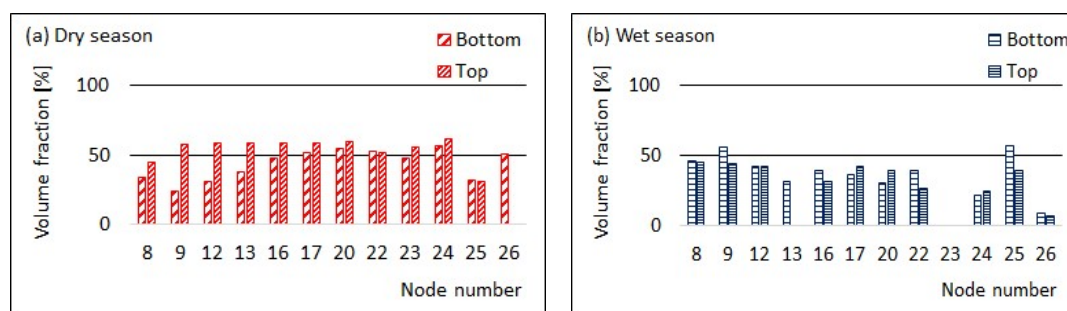 (a) Dry season
Bottom
Top
Volume fraction [%]
100
50
0
8 9 12 13 16 17 20 22 23 24 25 26
Node number
(b) Wet season
Bottom
Top
Volume fraction [%]
100
50
0
8 9 12 13 16 17 20 22 23 24 25 26
Node number